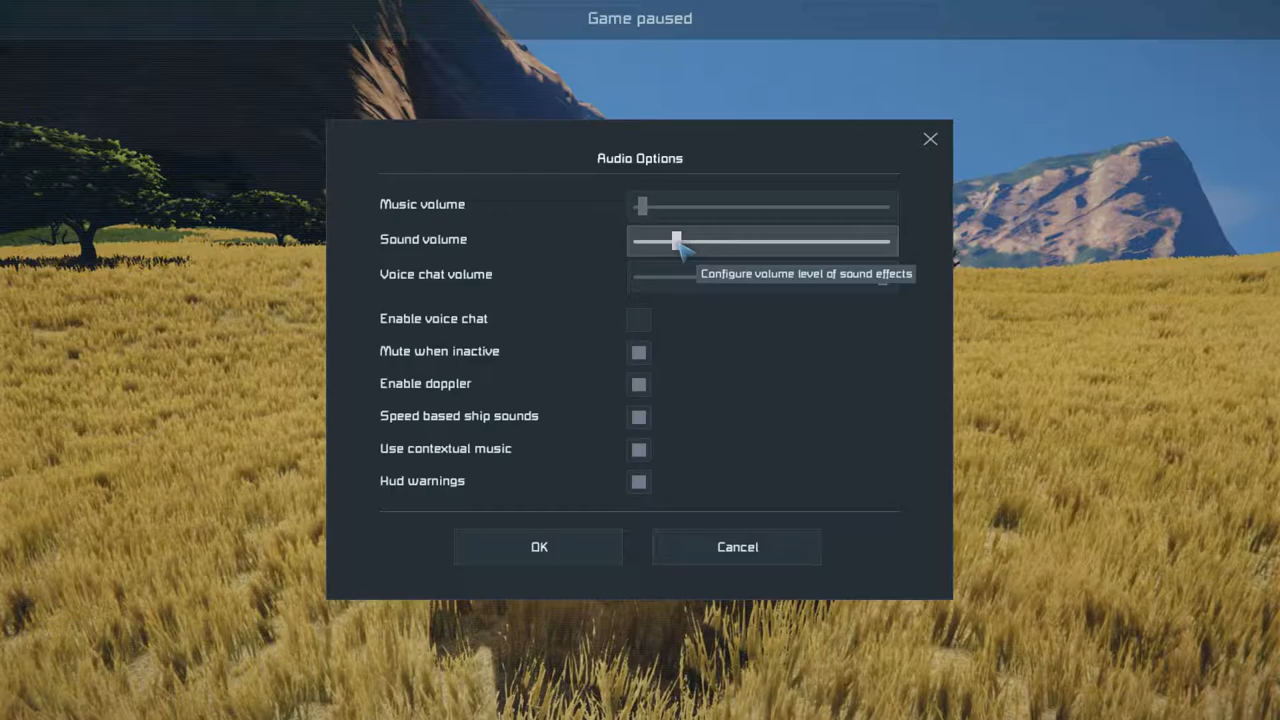 Game paused
Audio Options
Music volume
Sound volume
Voice chat volume
Configure volume level of sound effects
Enable voice chat
Mute when inactive
Enable doppler
Speed based ship sounds
Use contextual music
Hud warnings
OK
Cancel